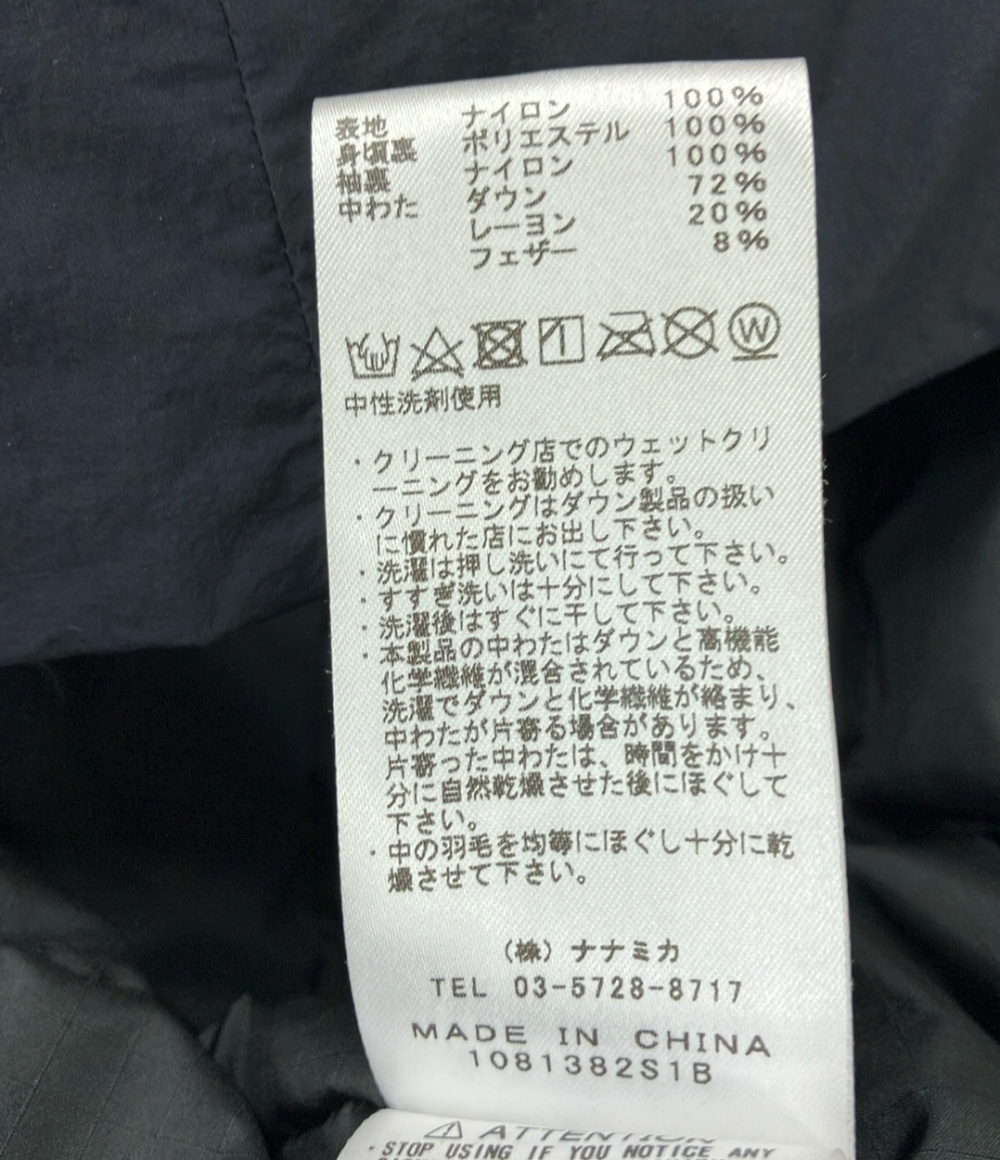 表地 ナイロン 100%
身頃裏 ポリエステル 100%
袖裏 ナイロン 100%
中わた ダウン 72%
レーヨン 20%
フェザー 8%
W
中性洗剤使用
・クリーニング店でのウェットクリ
ーニングをお勧めします。
・クリーニングはダウン製品の扱い
に慣れた店にお出し下さい。
・洗濯は押し洗いにて行って下さい。
・すすぎ洗いは十分にして下さい。
・洗濯後はすぐに干して下さい。
・本製品の中わたはダウンと高機能
化学繊維が混合されているため、
洗濯でダウンと化学繊維が絡まり、
中わたが片寄る場合があります。
片寄った中わたは、時間をかけ十
分に自然乾燥させた後にほぐして
下さい。
・中の羽毛を均等にほぐし十分に乾
燥させて下さい。
(株)ナナミカ
TEL 03-5728-8717
MADE IN CHINA
1081382S1B
ATTENTION
・STOP USING IF YOU NOTICE ANY